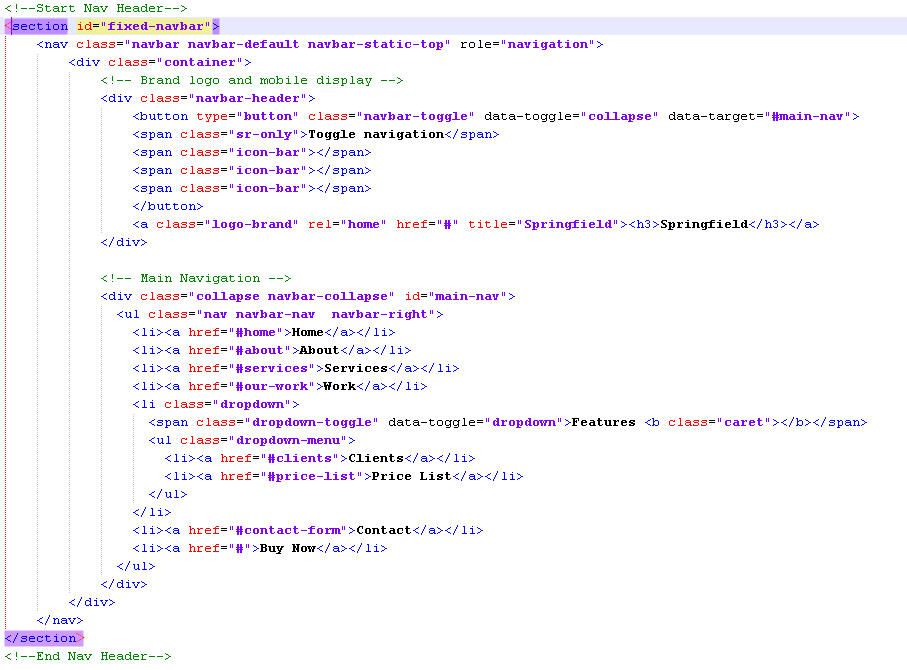 <!--Start Nav Header-->
<section id="fixed-navbar">
    <nav class="navbar navbar-default navbar-static-top" role="navigation">
        <div class="container">
            <!-- Brand logo and mobile display -->
            <div class="navbar-header">
                <button type="button" class="navbar-toggle" data-toggle="collapse" data-target="#main-nav">
                <span class="sr-only">Toggle navigation</span>
                <span class="icon-bar"></span>
                <span class="icon-bar"></span>
                <span class="icon-bar"></span>
                </button>
                <a class="logo-brand" rel="home" href="#" title="Springfield"><h3>Springfield</h3></a>
            </div>

            <!-- Main Navigation -->
            <div class="collapse navbar-collapse" id="main-nav">
              <ul class="nav navbar-nav  navbar-right">
                <li><a href="#home">Home</a></li>
                <li><a href="#about">About</a></li>
                <li><a href="#services">Services</a></li>
                <li><a href="#our-work">Work</a></li>
                <li class="dropdown">
                  <span class="dropdown-toggle" data-toggle="dropdown">Features <b class="caret"></b></span>
                  <ul class="dropdown-menu">
                    <li><a href="#clients">Clients</a></li>
                    <li><a href="#price-list">Price List</a></li>
                  </ul>
                </li>
                <li><a href="#contact-form">Contact</a></li>
                <li><a href="#">Buy Now</a></li>
              </ul>
            </div>
        </div>
    </nav>
</section>
<!--End Nav Header-->